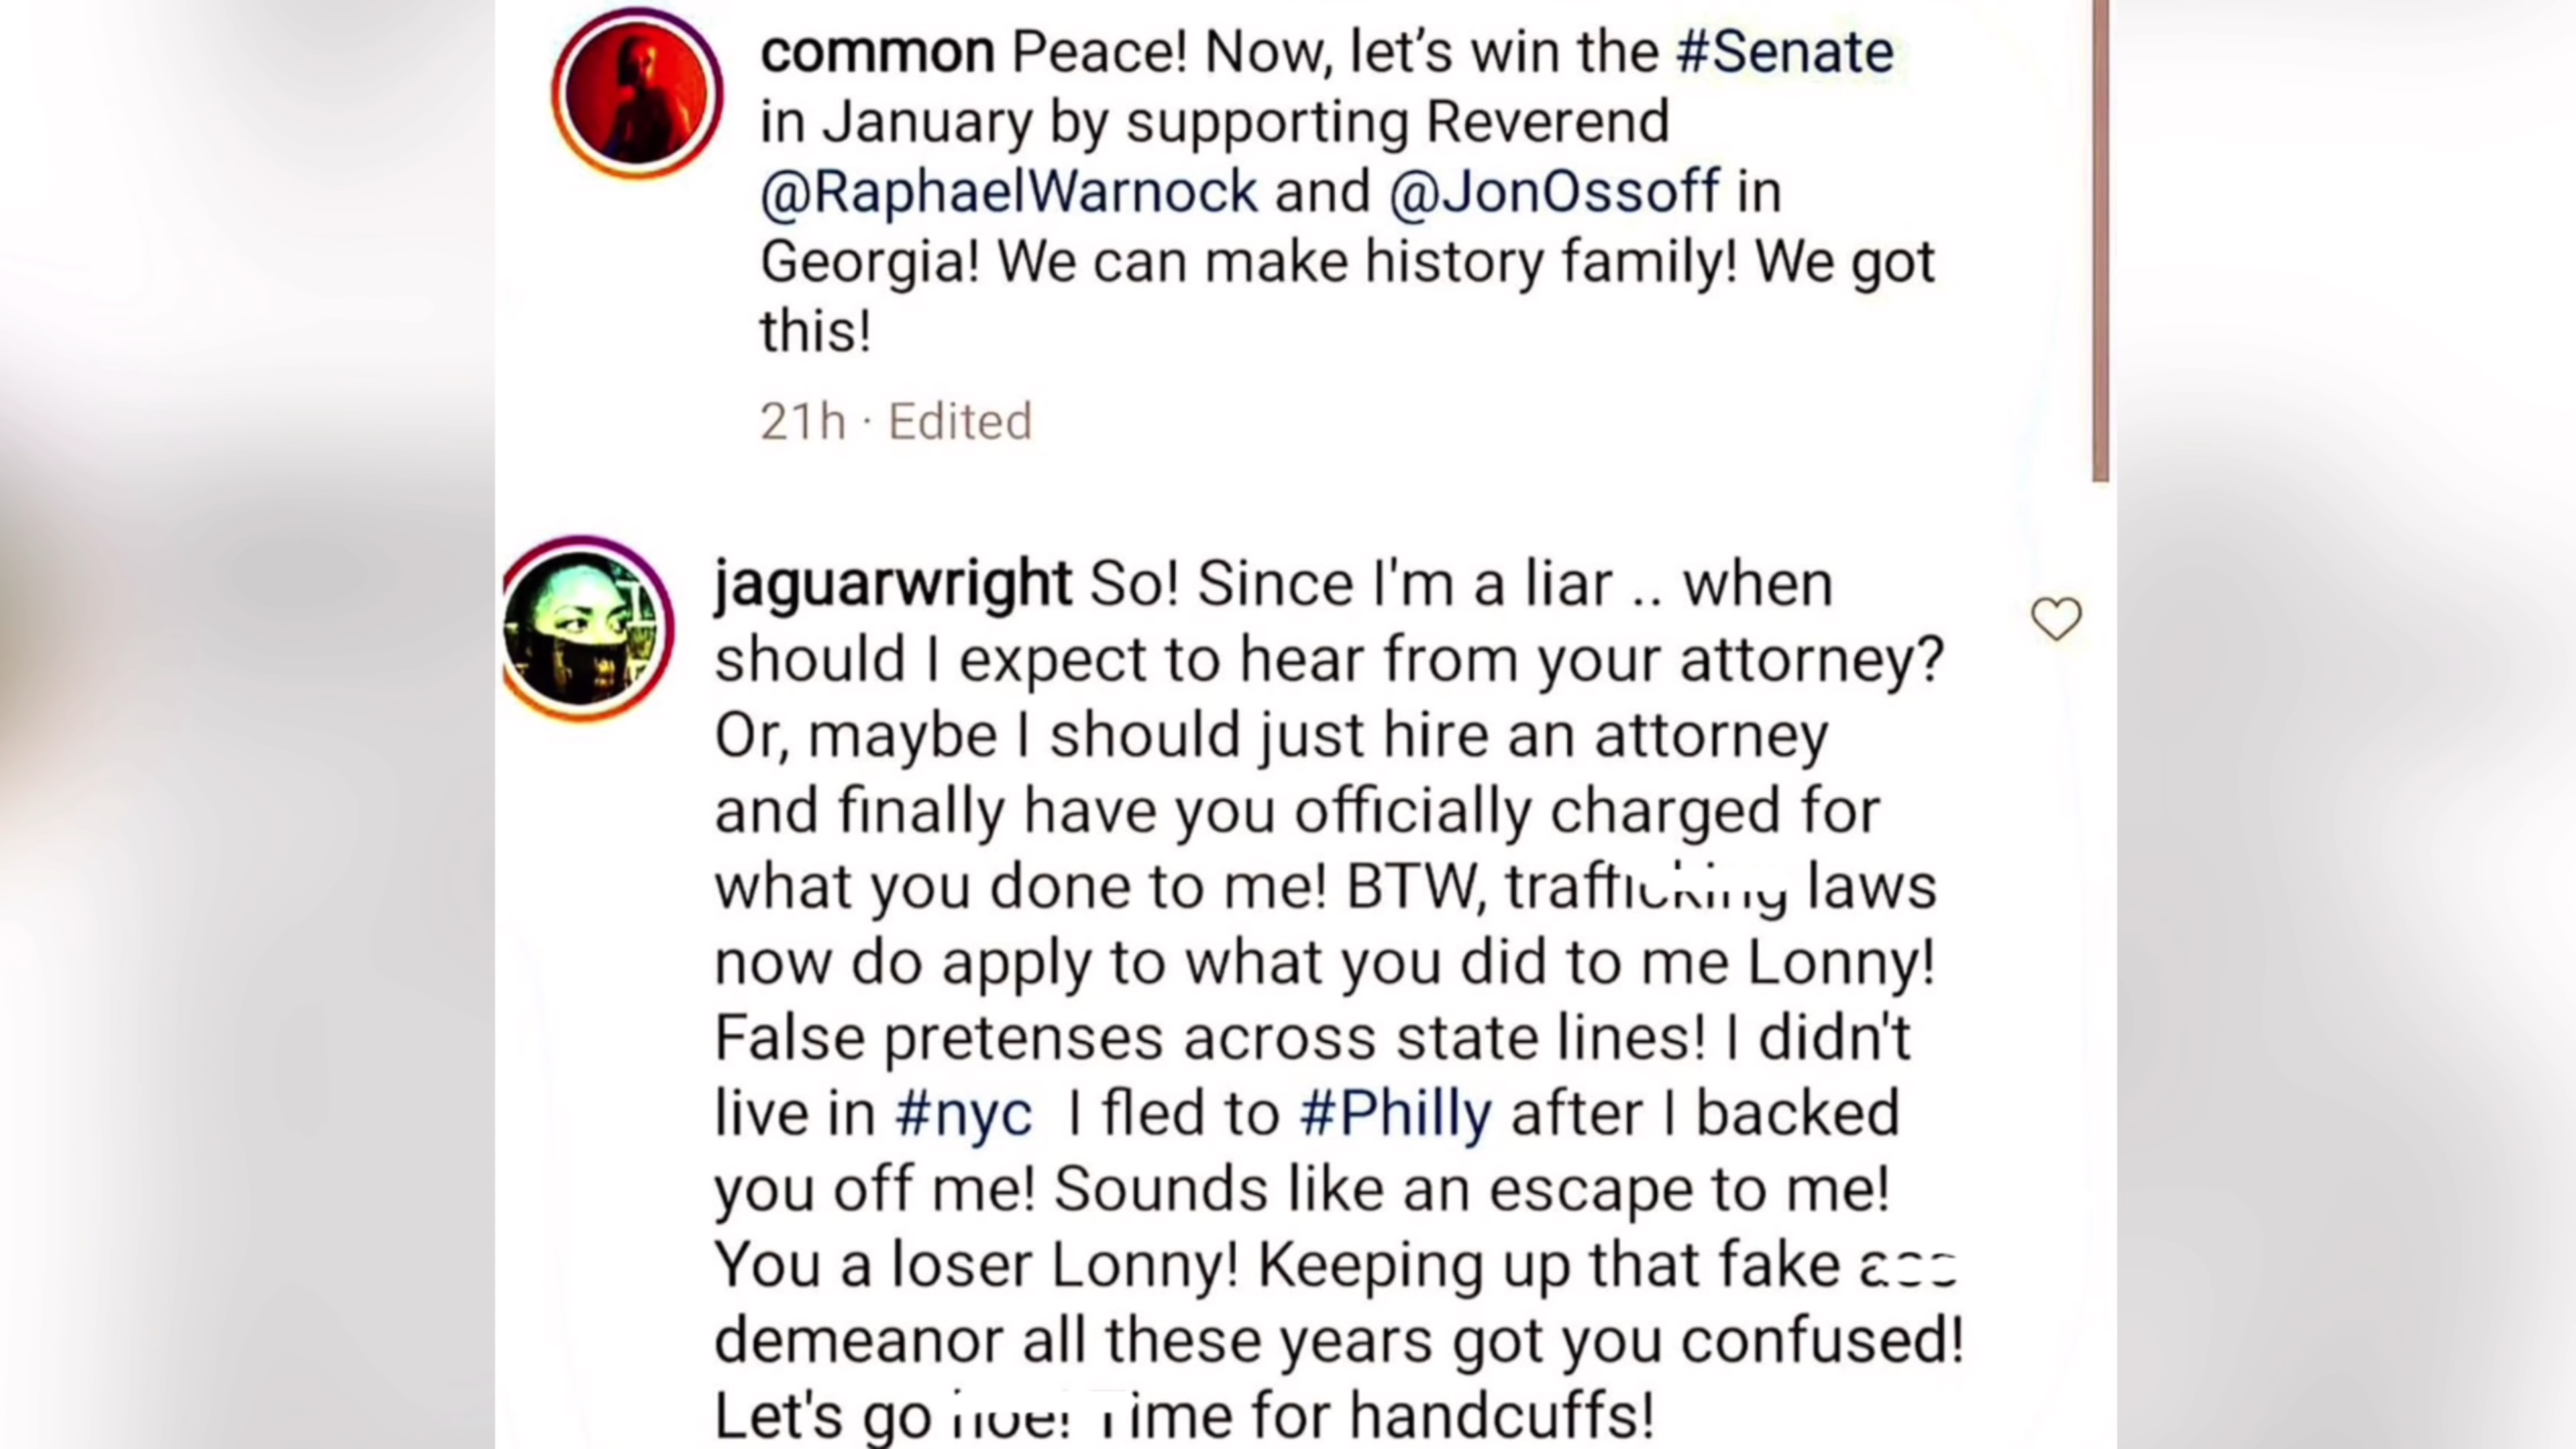 common Peace! Now, let's win the #Senate
in January by supporting Reverend
@RaphaelWarnock and @JonOssoff in
Georgia! We can make history family! We got
this!
21h · Edited
jaguarwright So! Since I'm a liar .. when
should I expect to hear from your attorney?
Or, maybe I should just hire an attorney
and finally have you officially charged for
what you done to me! BTW, trafficking laws
now do apply to what you did to me Lonny!
False pretenses across state lines! I didn't
live in #nyc I fled to #Philly after I backed
you off me! Sounds like an escape to me!
You a loser Lonny! Keeping up that fake
demeanor all these years got you confused!
Let's go Time for handcuffs!